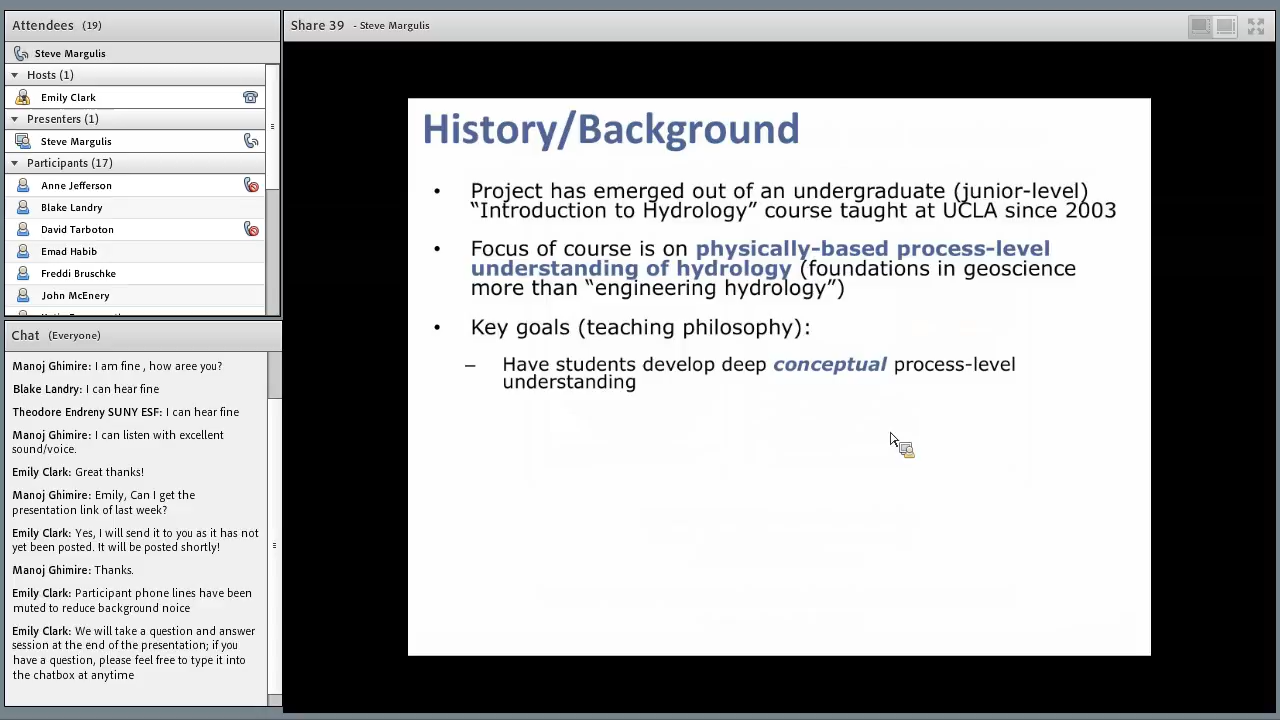 Attendees (19)
Steve Margulis
Hosts (1)
Emily Clark
Presenters (1)
Steve Margulis
Participants (17)
Anne Jefferson
Blake Landry
David Tarboton
Emad Habib
Freddi Bruschke
John McEnery
Chat (Everyone)
Manoj Ghimire: I am fine , how aree you?
Blake Landry: I can hear fine
Theodore Endreny SUNY ESF: I can hear fine
Manoj Ghimire: I can listen with excellent
sound/voice.
Emily Clark: Great thanks!
Manoj Ghimire: Emily, Can I get the
presentation link of last week?
Emily Clark: Yes, I will send it to you as it has not
yet been posted. It will be posted shortly!
Manoj Ghimire: Thanks.
Emily Clark: Participant phone lines have been
muted to reduce background noice
Emily Clark: We will take a question and answer
session at the end of the presentation; if you
have a question, please feel free to type it into
the chatbox at anytime
Share 39 - Steve Margulis
History/Background
• Project has emerged out of an undergraduate (junior-level)
“Introduction to Hydrology” course taught at UCLA since 2003
• Focus of course is on physically-based process-level
understanding of hydrology (foundations in geoscience
more than “engineering hydrology”)
• Key goals (teaching philosophy):
– Have students develop deep conceptual process-level
understanding